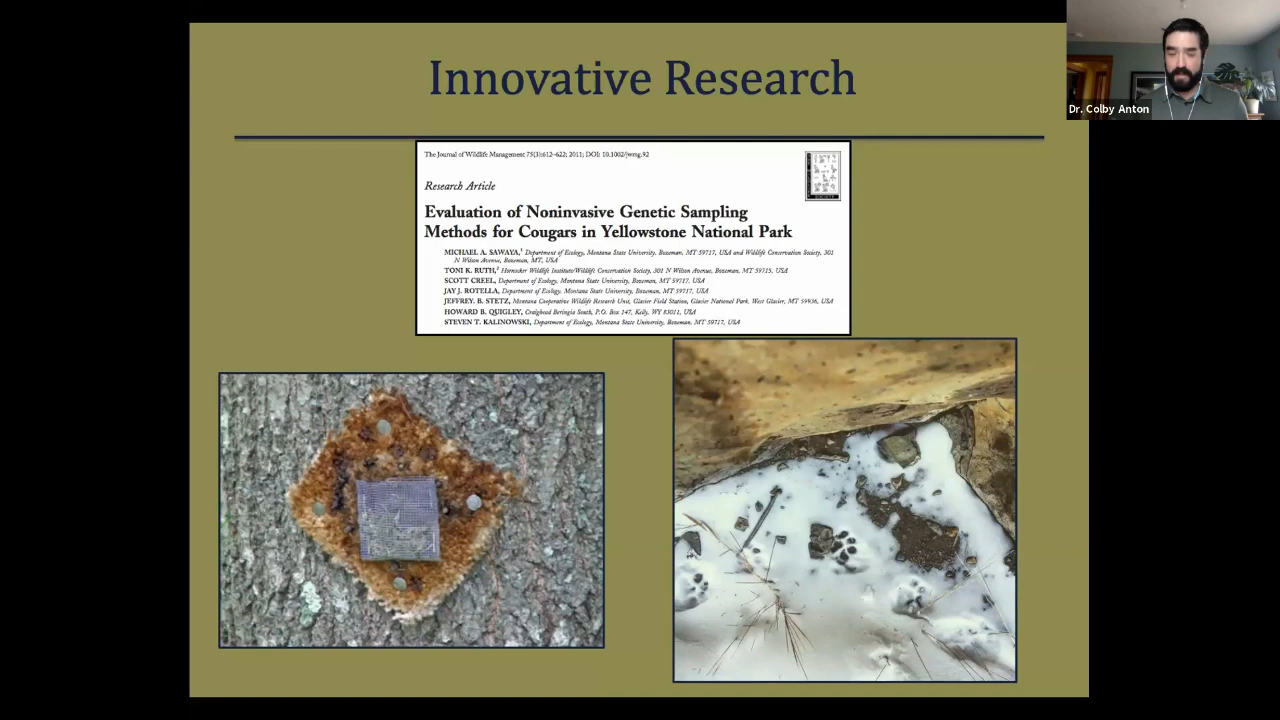 Innovative Research
Dr. Colby Anton
The Journal of Wildlife Management 75(3):612–622; 2011; DOI: 10.1002/jwmg.92
Research Article
Evaluation of Noninvasive Genetic Sampling
Methods for Cougars in Yellowstone National Park
MICHAEL A. SAWAYA,¹ Department of Ecology, Montana State University, Bozeman, MT 59717, USA and Wildlife Conservation Society, 301
N Wilson Avenue, Bozeman, MT, USA
TONI K. RUTH,² Hornocker Wildlife Institute/Wildlife Conservation Society, 301 N Wilson Avenue, Bozeman, MT 59715, USA
SCOTT CREEL, Department of Ecology, Montana State University, Bozeman, MT 59717, USA
JAY J. ROTELLA, Department of Ecology, Montana State University, Bozeman, MT 59717, USA
JEFFREY. B. STETZ, Montana Cooperative Wildlife Research Unit, Glacier Field Station, Glacier National Park, West Glacier, MT 59936, USA
HOWARD B. QUIGLEY, Craighead Beringia South, P.O. Box 147, Kelly, WY 83011, USA
STEVEN T. KALINOWSKI, Department of Ecology, Montana State University, Bozeman, MT 59717, USA